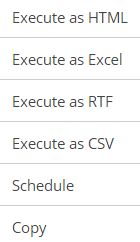 Execute as HTML
Execute as Excel
Execute as RTF
Execute as CSV
Schedule
Copy